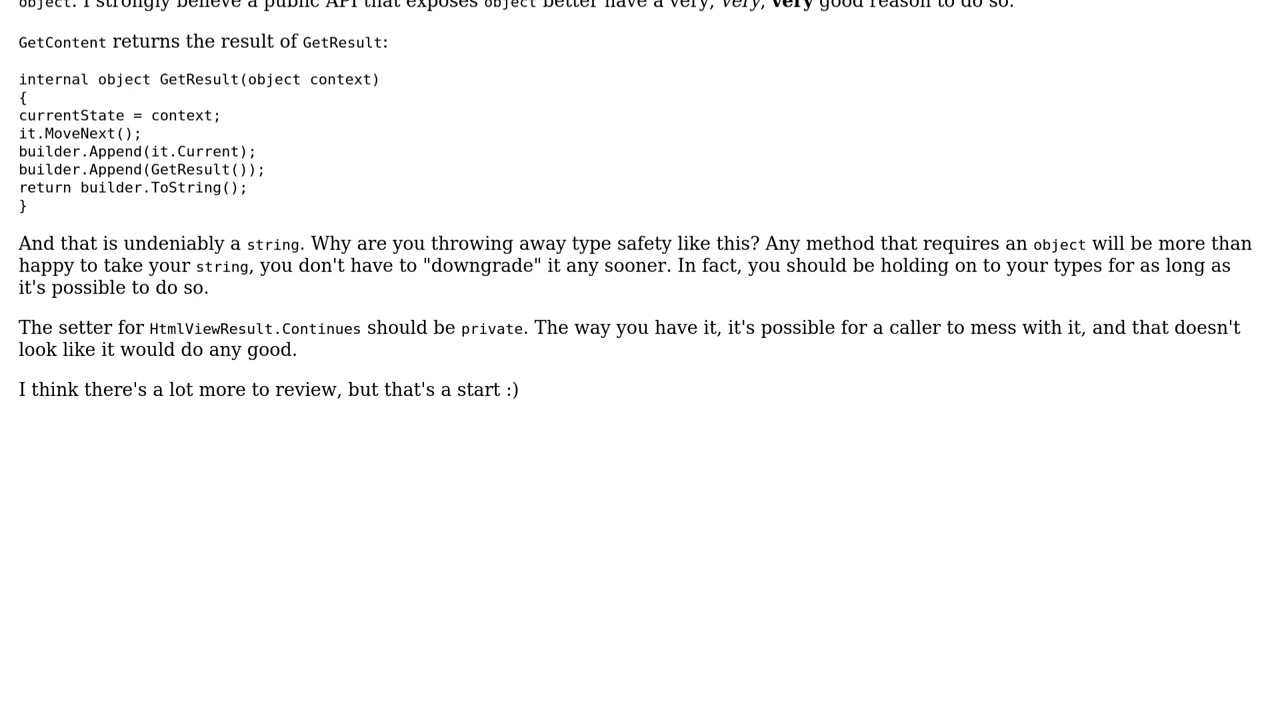 object. I strongly believe a public API that exposes object better have a very, very, very good reason to do so.
GetContent returns the result of GetResult:
internal object GetResult(object context)
{
currentState = context;
it.MoveNext();
builder.Append(it.Current);
builder.Append(GetResult());
return builder.ToString();
}
And that is undeniably a string. Why are you throwing away type safety like this? Any method that requires an object will be more than
happy to take your string, you don't have to "downgrade" it any sooner. In fact, you should be holding on to your types for as long as
it's possible to do so.
The setter for HtmlViewResult.Continues should be private. The way you have it, it's possible for a caller to mess with it, and that doesn't
look like it would do any good.
I think there's a lot more to review, but that's a start :)